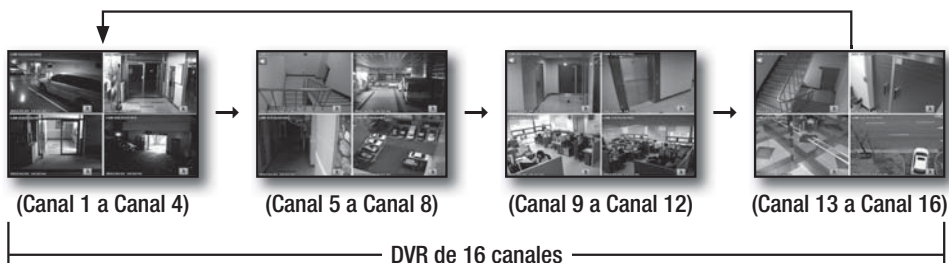 (Canal 1 a Canal 4)
(Canal 5 a Canal 8)
(Canal 9 a Canal 12)
(Canal 13 a Canal 16)
DVR de 16 canales